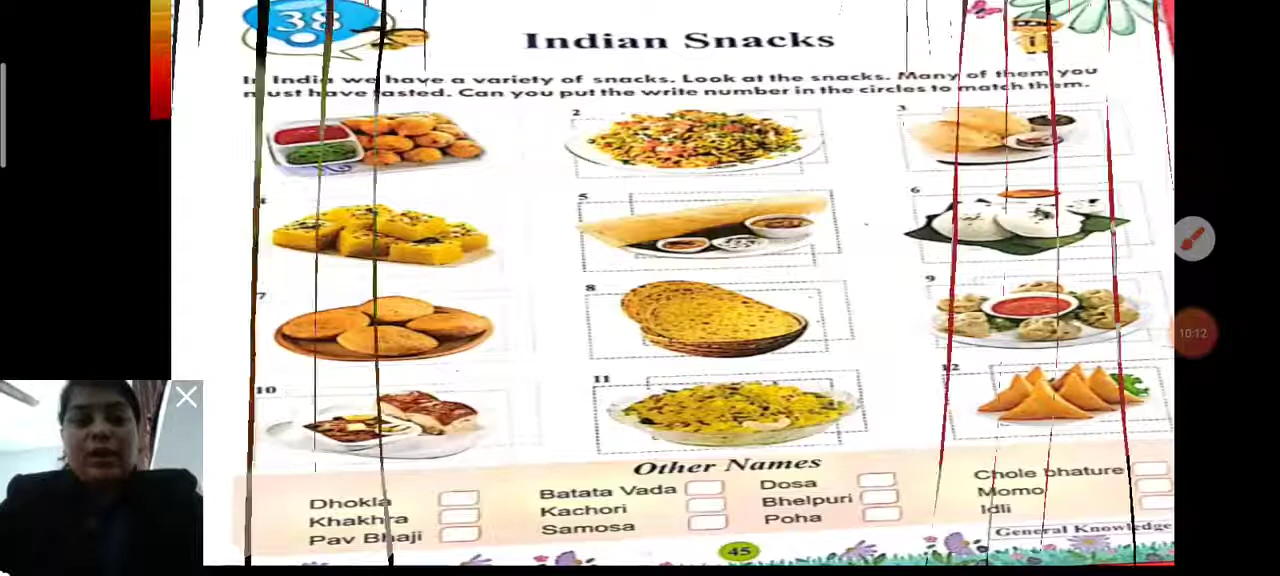 38
Indian Snacks
In India we have a variety of snacks. Look at the snacks. Many of them you
must have tasted. Can you put the write number in the circles to match them.
2
3
4
5
6
7
8
9
10
11
12
Other Names
Dhokla
Batata Vada
Dosa
Chole bhature
Khakhra
Kachori
Bhelpuri
Momo
Pav Bhaji
Samosa
Poha
Idli
General Knowledge
45
10:12